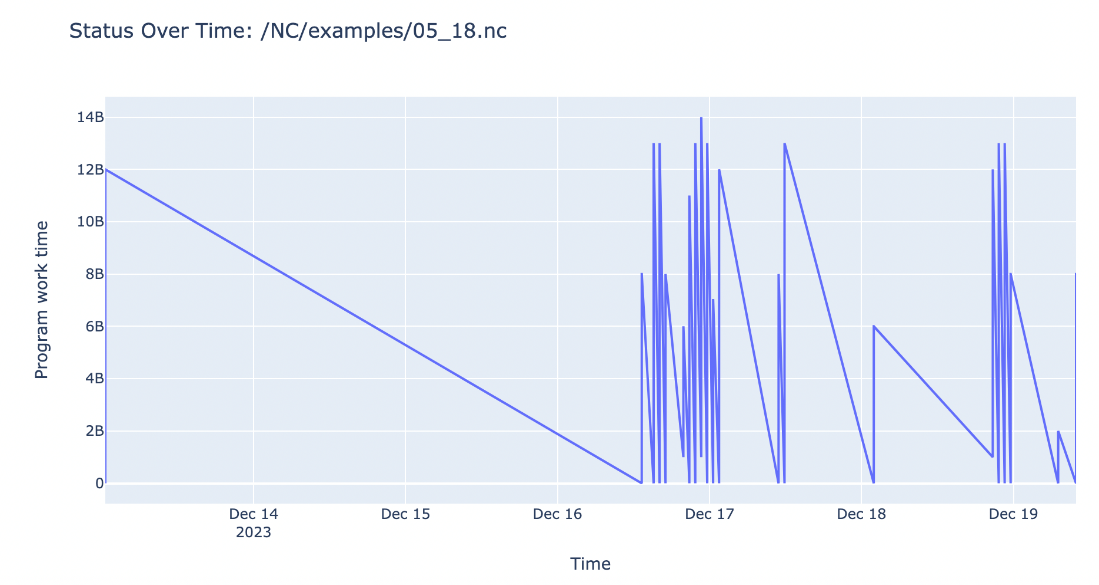 Status Over Time: /NC/examples/05_18.nc
14B
12B
10B
8B
6B
4B
2B
0
Program work time
Dec 14
2023
Dec 15
Dec 16
Dec 17
Dec 18
Dec 19
Time